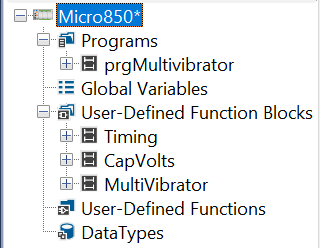 Micro850*
Programs
prgMultivibrator
Global Variables
User-Defined Function Blocks
Timing
CapVolts
MultiVibrator
User-Defined Functions
DataTypes